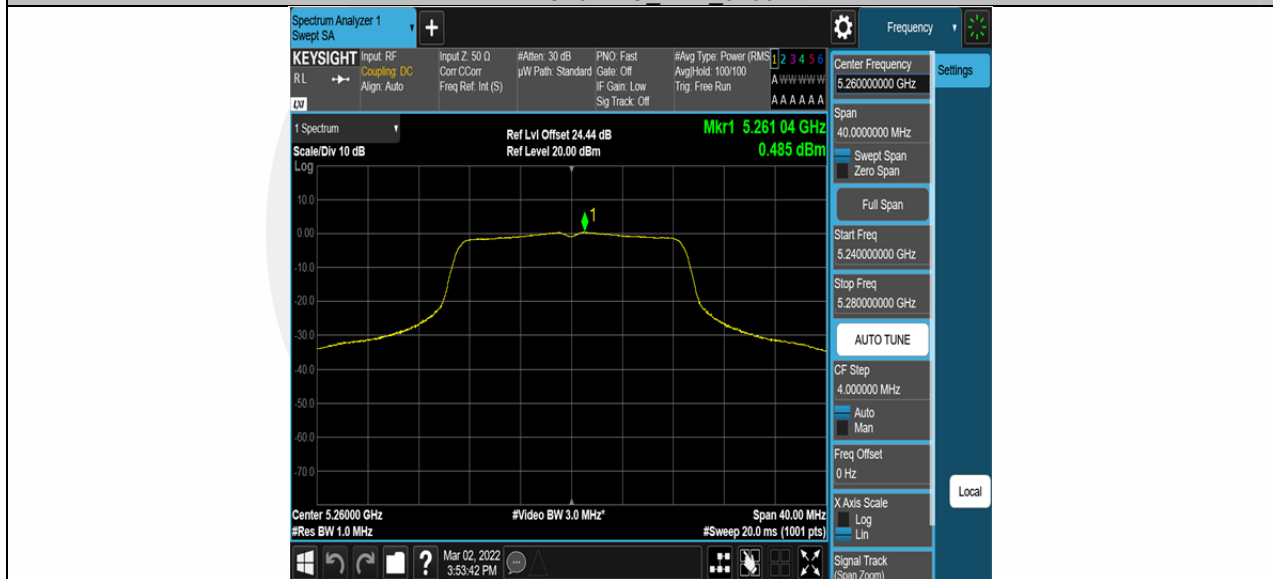 Spectrum Analyzer 1
Swept SA
Frequency
KEYSIGHT
RL
LXI
Input: RF
Coupling: DC
Align: Auto
Input Z: 50 Ω
Corr CCorr
Freq Ref: Int (S)
#Atten: 30 dB
µW Path: Standard
PNO: Fast
Gate: Off
IF Gain: Low
Sig Track: Off
#Avg Type: Power (RMS
Avg|Hold: 100/100
Trig: Free Run
1 2 3 4 5 6
A W W W W W
A A A A A A
1 Spectrum
Scale/Div 10 dB
Log
Ref Lvl Offset 24.44 dB
Ref Level 20.00 dBm
Mkr1 5.261 04 GHz
0.485 dBm
1
10.0
0.00
-10.0
-20.0
-30.0
-40.0
-50.0
-60.0
-70.0
Center 5.26000 GHz
#Res BW 1.0 MHz
#Video BW 3.0 MHz*
Span 40.00 MHz
#Sweep 20.0 ms (1001 pts)
Mar 02, 2022
3:53:42 PM
Center Frequency
5.260000000 GHz
Span
40.0000000 MHz
Swept Span
Zero Span
Full Span
Start Freq
5.240000000 GHz
Stop Freq
5.280000000 GHz
AUTO TUNE
CF Step
4.000000 MHz
Auto
Man
Freq Offset
0 Hz
X Axis Scale
Log
Lin
Signal Track
(Span Zoom)
Settings
Local